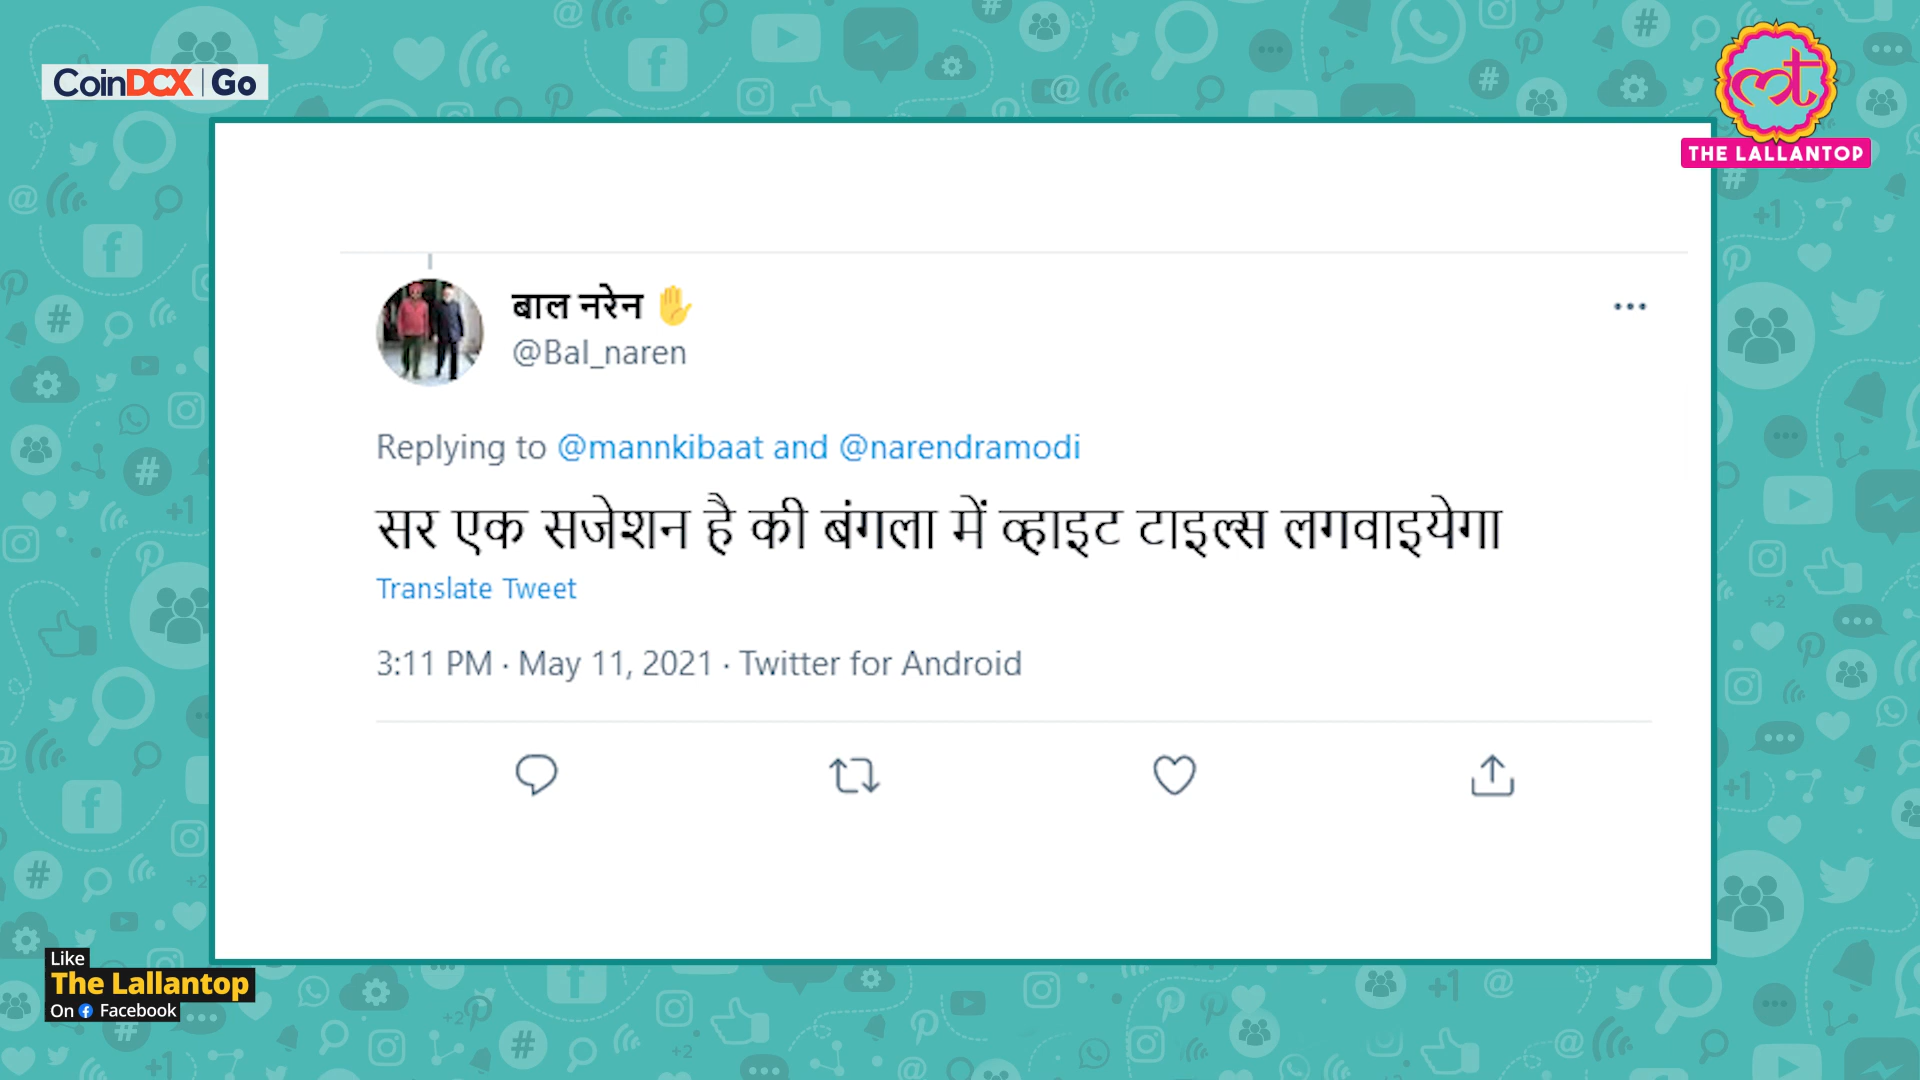 CoinDCX | Go
THE LALLANTOP
बाल नरेन ✋
@Bal_naren
Replying to @mannkibaat and @narendramodi
सर एक सजेशन है की बंगला में व्हाइट टाइल्स लगवाइयेगा
Translate Tweet
3:11 PM · May 11, 2021 · Twitter for Android
Like
The Lallantop
On Facebook